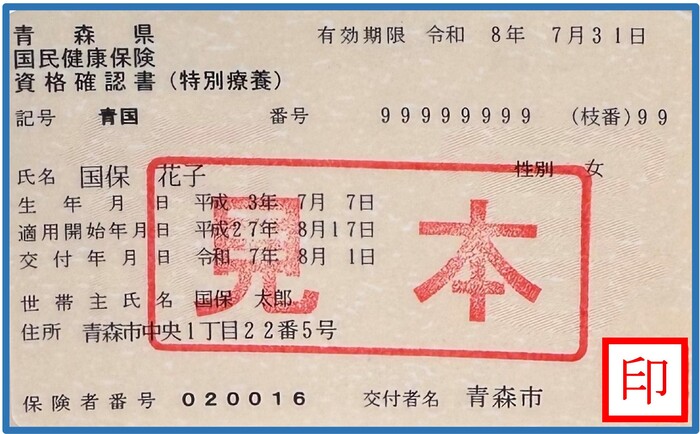 青森県 有効期限 令和 8年 7月31日
国民健康保険
資格確認書(特別療養)
記号 青国 番号 99999999 (枝番)99
氏名 国保 花子 性別 女
生年月日 平成 3年 7月 7日
適用開始年月日 平成27年 8月17日
交付年月日 令和 7年 8月 1日
見本
世帯主氏名 国保 太郎
住所 青森市中央1丁目22番5号
保険者番号 020016 交付者名 青森市
印